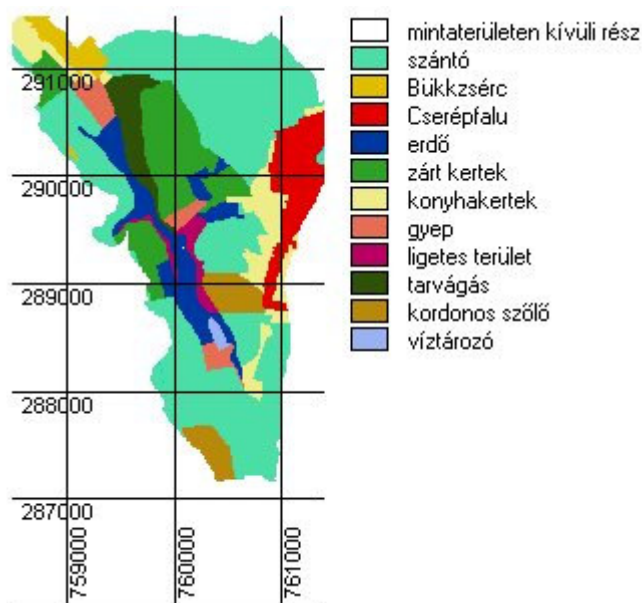 mintaterületen kívüli rész
szántó
Bükkzsérc
Cserépfalu
erdő
zárt kertek
konyhakertek
gyep
ligetes terület
tarvágás
kordonos szőlő
víztározó
291000
290000
289000
288000
287000
759000
760000
761000